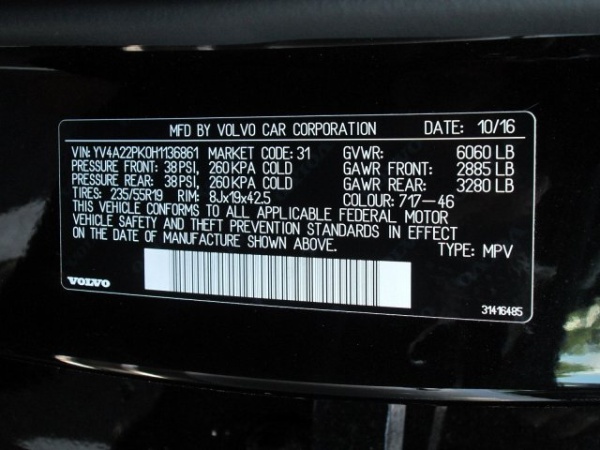 MFD BY VOLVO CAR CORPORATION DATE: 10/16
VIN: YV4A22PK0H1136861 MARKET CODE: 31 GVWR: 6060 LB
PRESSURE FRONT: 38 PSI, 260 KPA COLD GAWR FRONT: 2885 LB
PRESSURE REAR: 38 PSI, 260 KPA COLD GAWR REAR: 3280 LB
TIRES: 235/55R19 RIM: 8Jx19x42.5 COLOUR: 717-46
THIS VEHICLE CONFORMS TO ALL APPLICABLE FEDERAL MOTOR
VEHICLE SAFETY AND THEFT PREVENTION STANDARDS IN EFFECT
ON THE DATE OF MANUFACTURE SHOWN ABOVE. TYPE: MPV
VOLVO 31416485